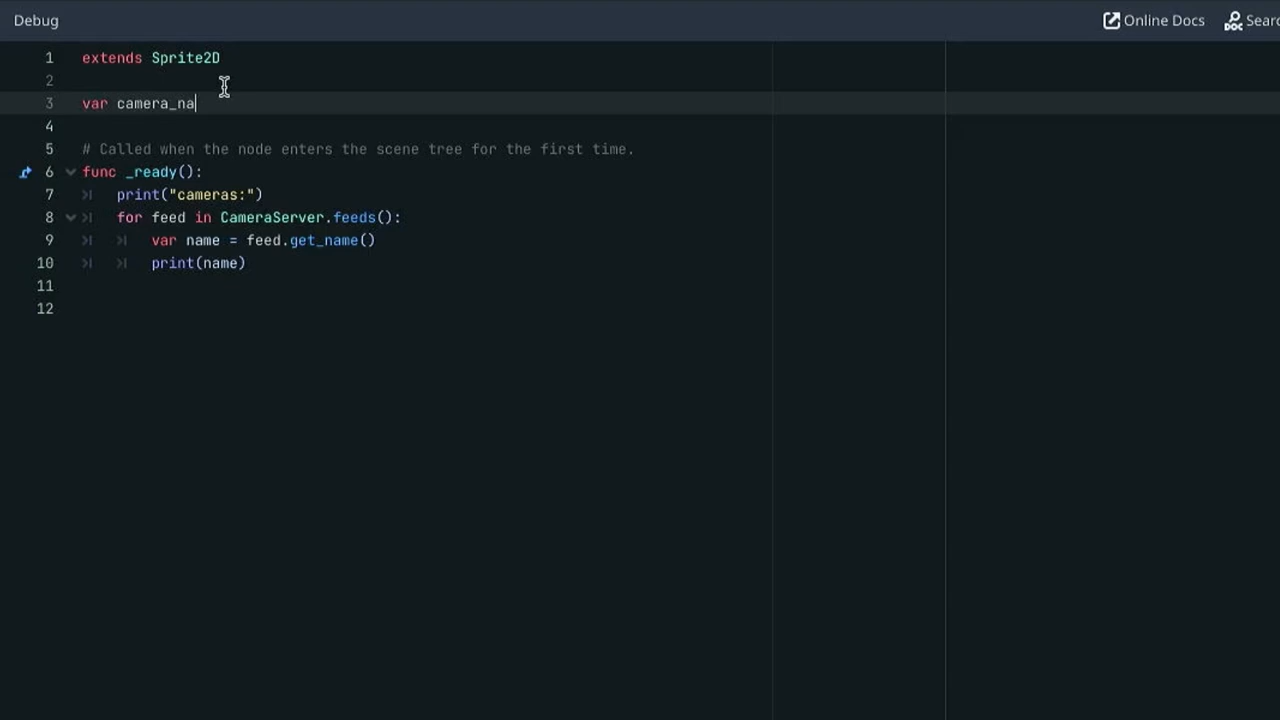 Debug
Online Docs
Sear
1 extends Sprite2D
2
3 var camera_na
4
5 # Called when the node enters the scene tree for the first time.
6 func _ready():
7 print("cameras:")
8 for feed in CameraServer.feeds():
9 var name = feed.get_name()
10 print(name)
11
12